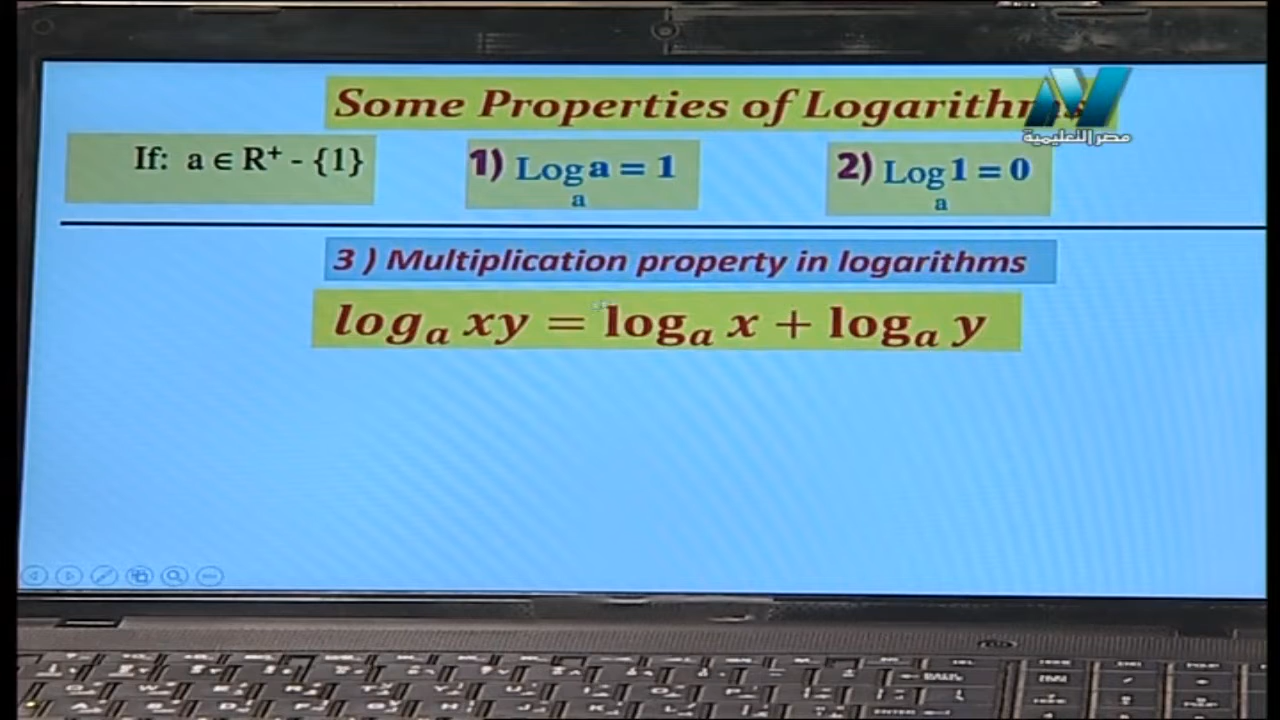 Some Properties of Logarithms
مصر التعليمية
If: a ∈ R⁺ - {1}
1) Log a = 1
a
2) Log 1 = 0
a
3 ) Multiplication property in logarithms
logₐ xy = logₐ x + logₐ y